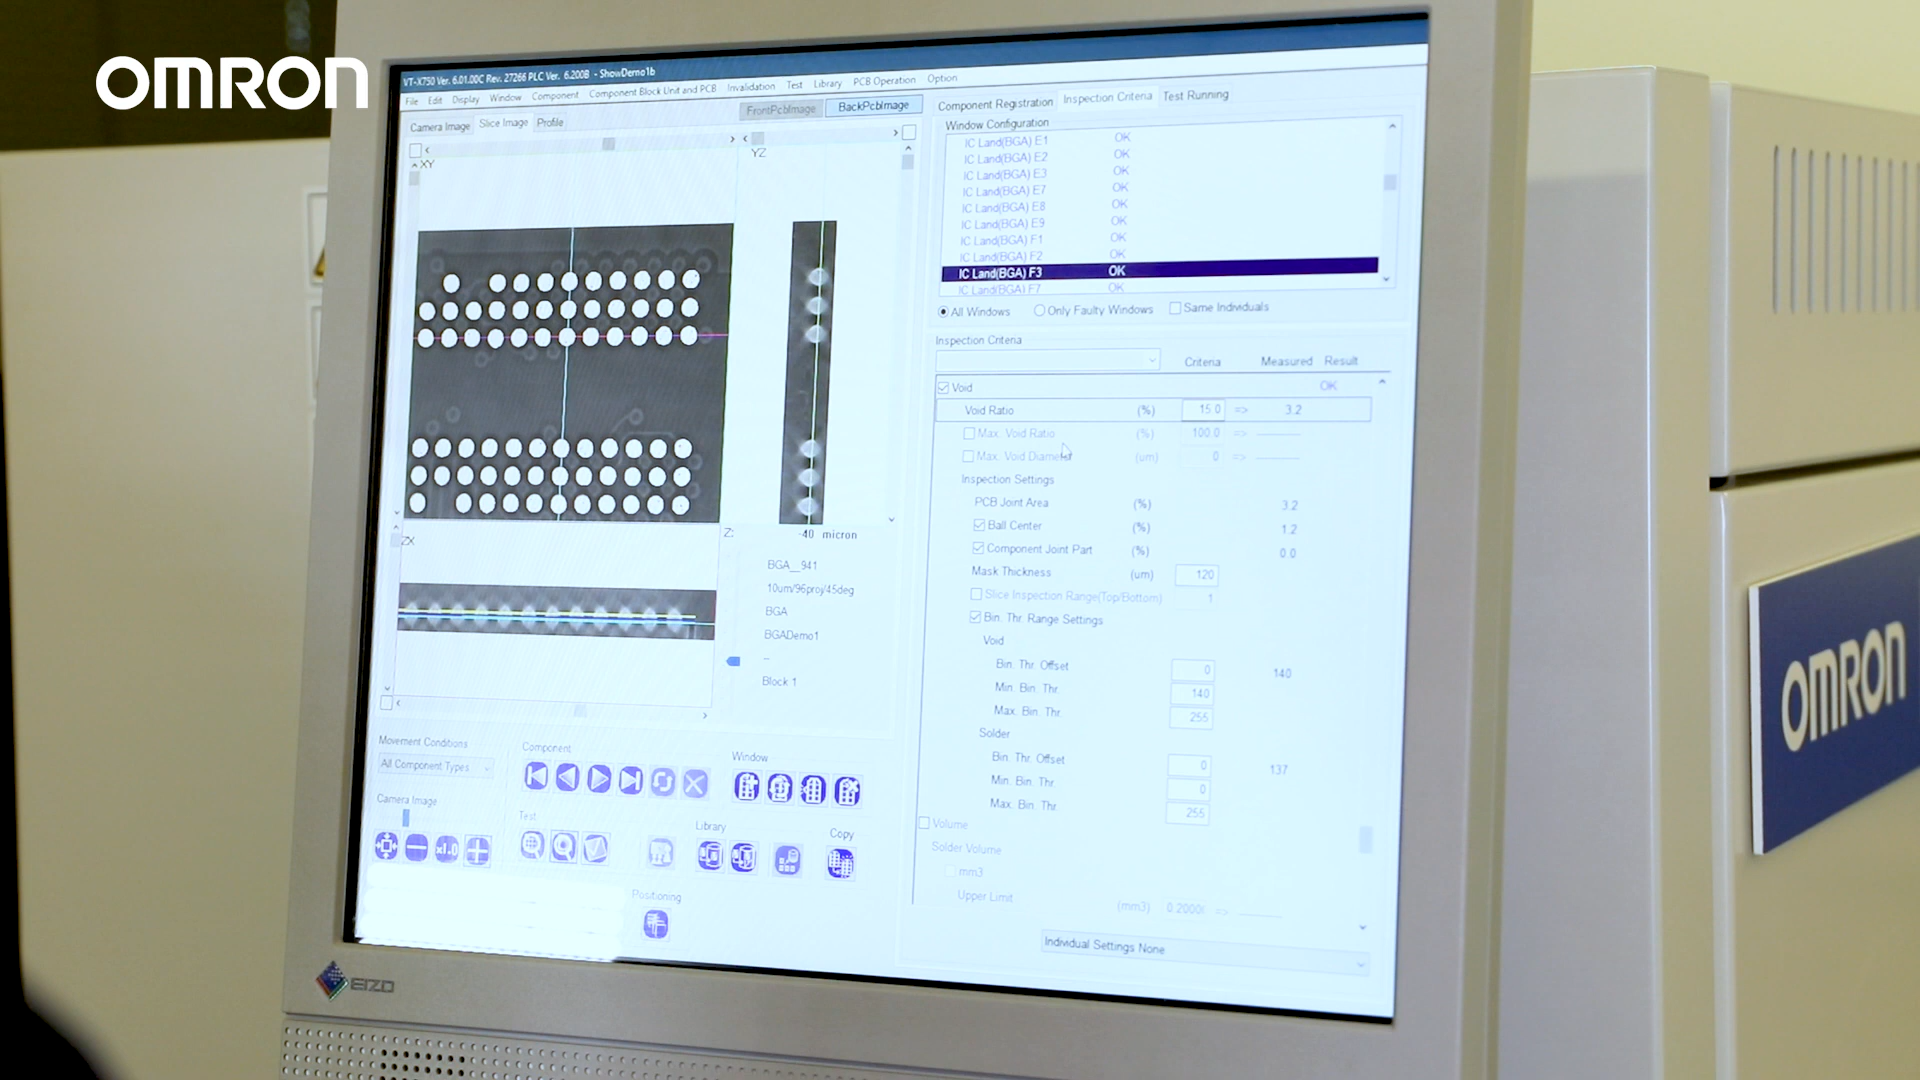 OMRON
VT-X750 Ver. 6.01.00C Rev. 27266 PLC Ver. 6.200B - ShowDemo1b
File Edit Display Window Component Component Block Unit and PCB Invalidation Test Library PCB Operation Option
FrontPcbImage BackPcbImage
Camera Image Slice Image Profile
XY
YZ
ZX
Z: -40 micron
BGA__941
10um/96proj/45deg
BGA
BGADemo1
--
Block 1
Movement Conditions
All Component Types
Component
Window
Camera Image
x1.0
Test
Library
Copy
Positioning
Component Registration Inspection Criteria Test Running
Window Configuration
IC Land(BGA) E1 OK
IC Land(BGA) E2 OK
IC Land(BGA) E3 OK
IC Land(BGA) E7 OK
IC Land(BGA) E8 OK
IC Land(BGA) E9 OK
IC Land(BGA) F1 OK
IC Land(BGA) F2 OK
IC Land(BGA) F3 OK
IC Land(BGA) F7 OK
All Windows Only Faulty Windows Same Individuals
Inspection Criteria
Criteria Measured Result
Void OK
Void Ratio (%) 15.0 => 3.2
Max. Void Ratio (%) 100.0 =>
Max. Void Diameter (um) 0 =>
Inspection Settings
PCB Joint Area (%) 3.2
Ball Center (%) 1.2
Component Joint Part (%) 0.0
Mask Thickness (um) 120
Slice Inspection Range(Top/Bottom) 1
Bin. Thr. Range Settings
Void
Bin. Thr. Offset 0 140
Min. Bin. Thr. 140
Max. Bin. Thr. 255
Solder
Bin. Thr. Offset 0 137
Min. Bin. Thr. 0
Max. Bin. Thr. 255
Volume
Solder Volume
mm3
Upper Limit (mm3) 0.2000 =>
Individual Settings None
EIZO
OMRON